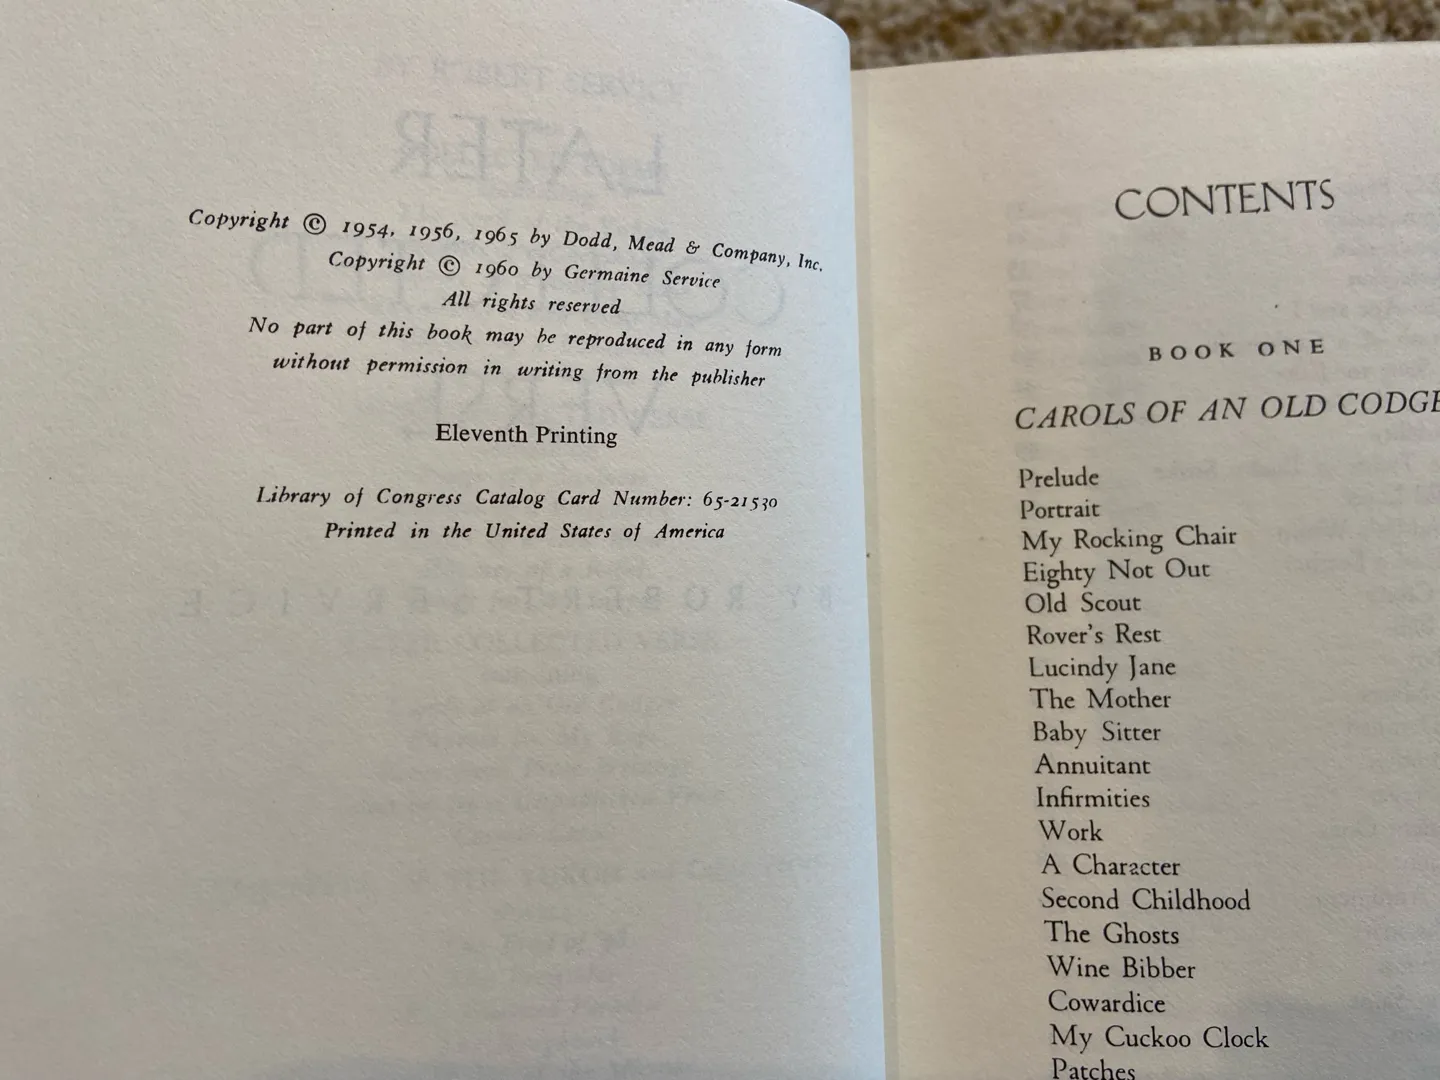 Copyright © 1954, 1956, 1965 by Dodd, Mead & Company, Inc.
Copyright © 1960 by Germaine Service
All rights reserved
No part of this book may be reproduced in any form
without permission in writing from the publisher
Eleventh Printing
Library of Congress Catalog Card Number: 65-21530
Printed in the United States of America
CONTENTS
BOOK ONE
CAROLS OF AN OLD
Prelude
Portrait
My Rocking Chair
Eighty Not Out
Old Scout
Rover's Rest
Lucindy Jane
The Mother
Baby Sitter
Annuitant
Infirmities
Work
A Character
Second Childhood
The Ghosts
Wine Bibber
Cowardice
My Cuckoo Clock
Patches